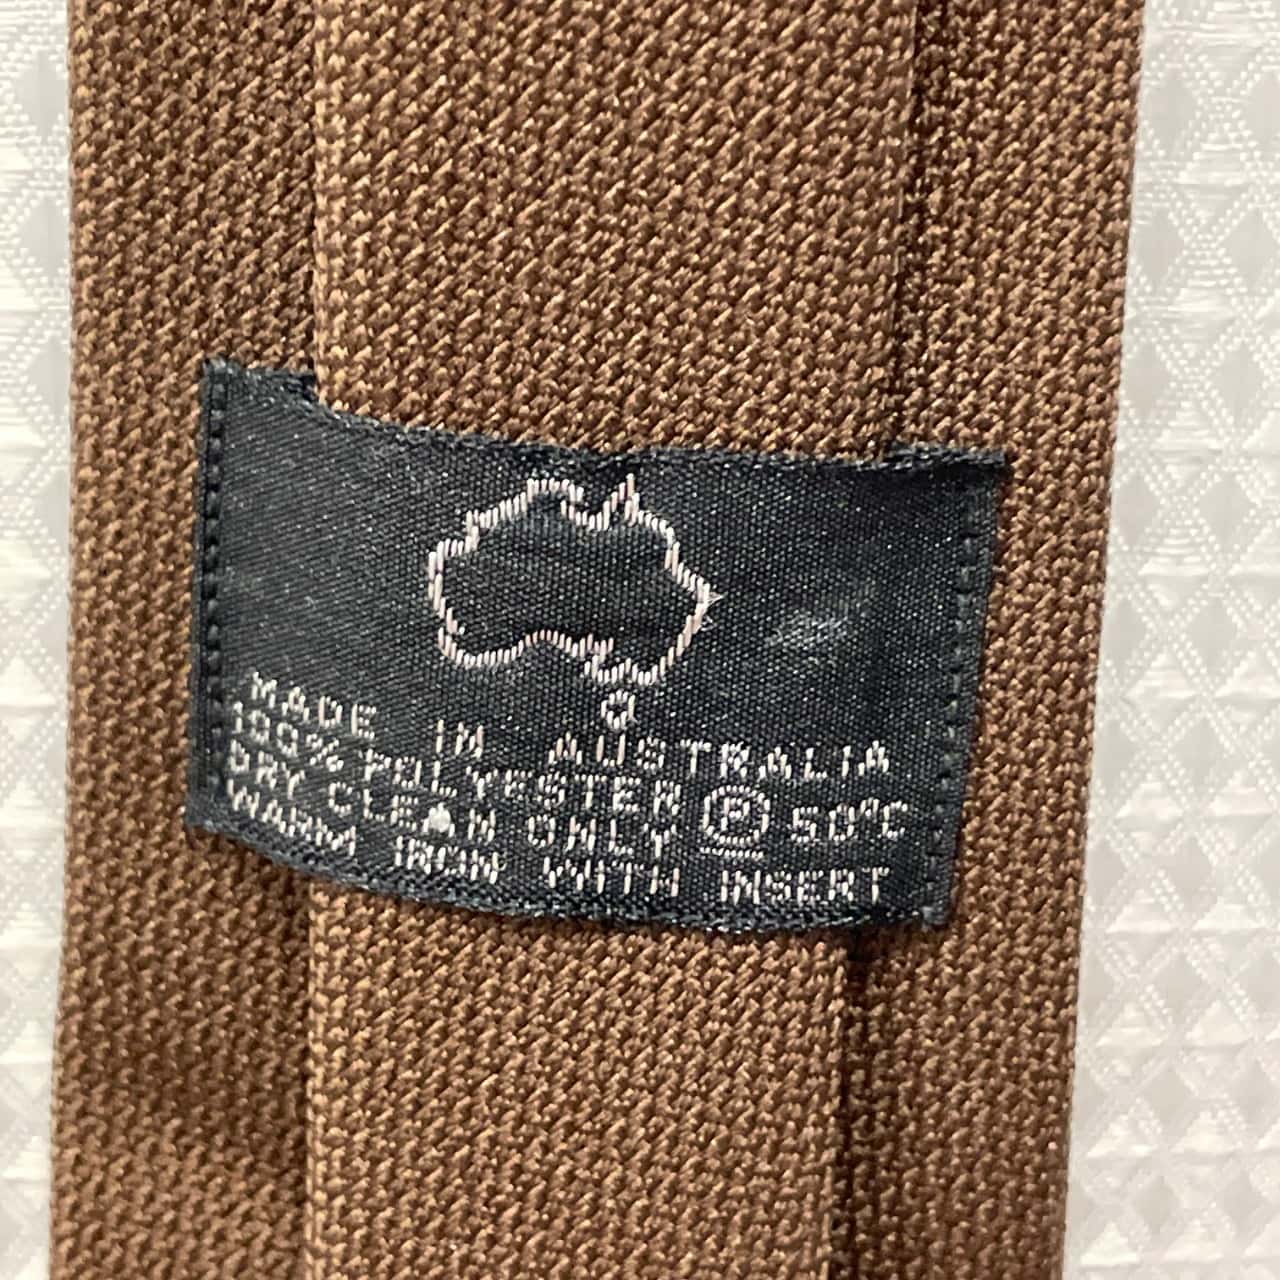 MADE IN AUSTRALIA
100% POLYESTER
DRY CLEAN ONLY Ⓟ 50°C
WARM IRON WITH INSERT